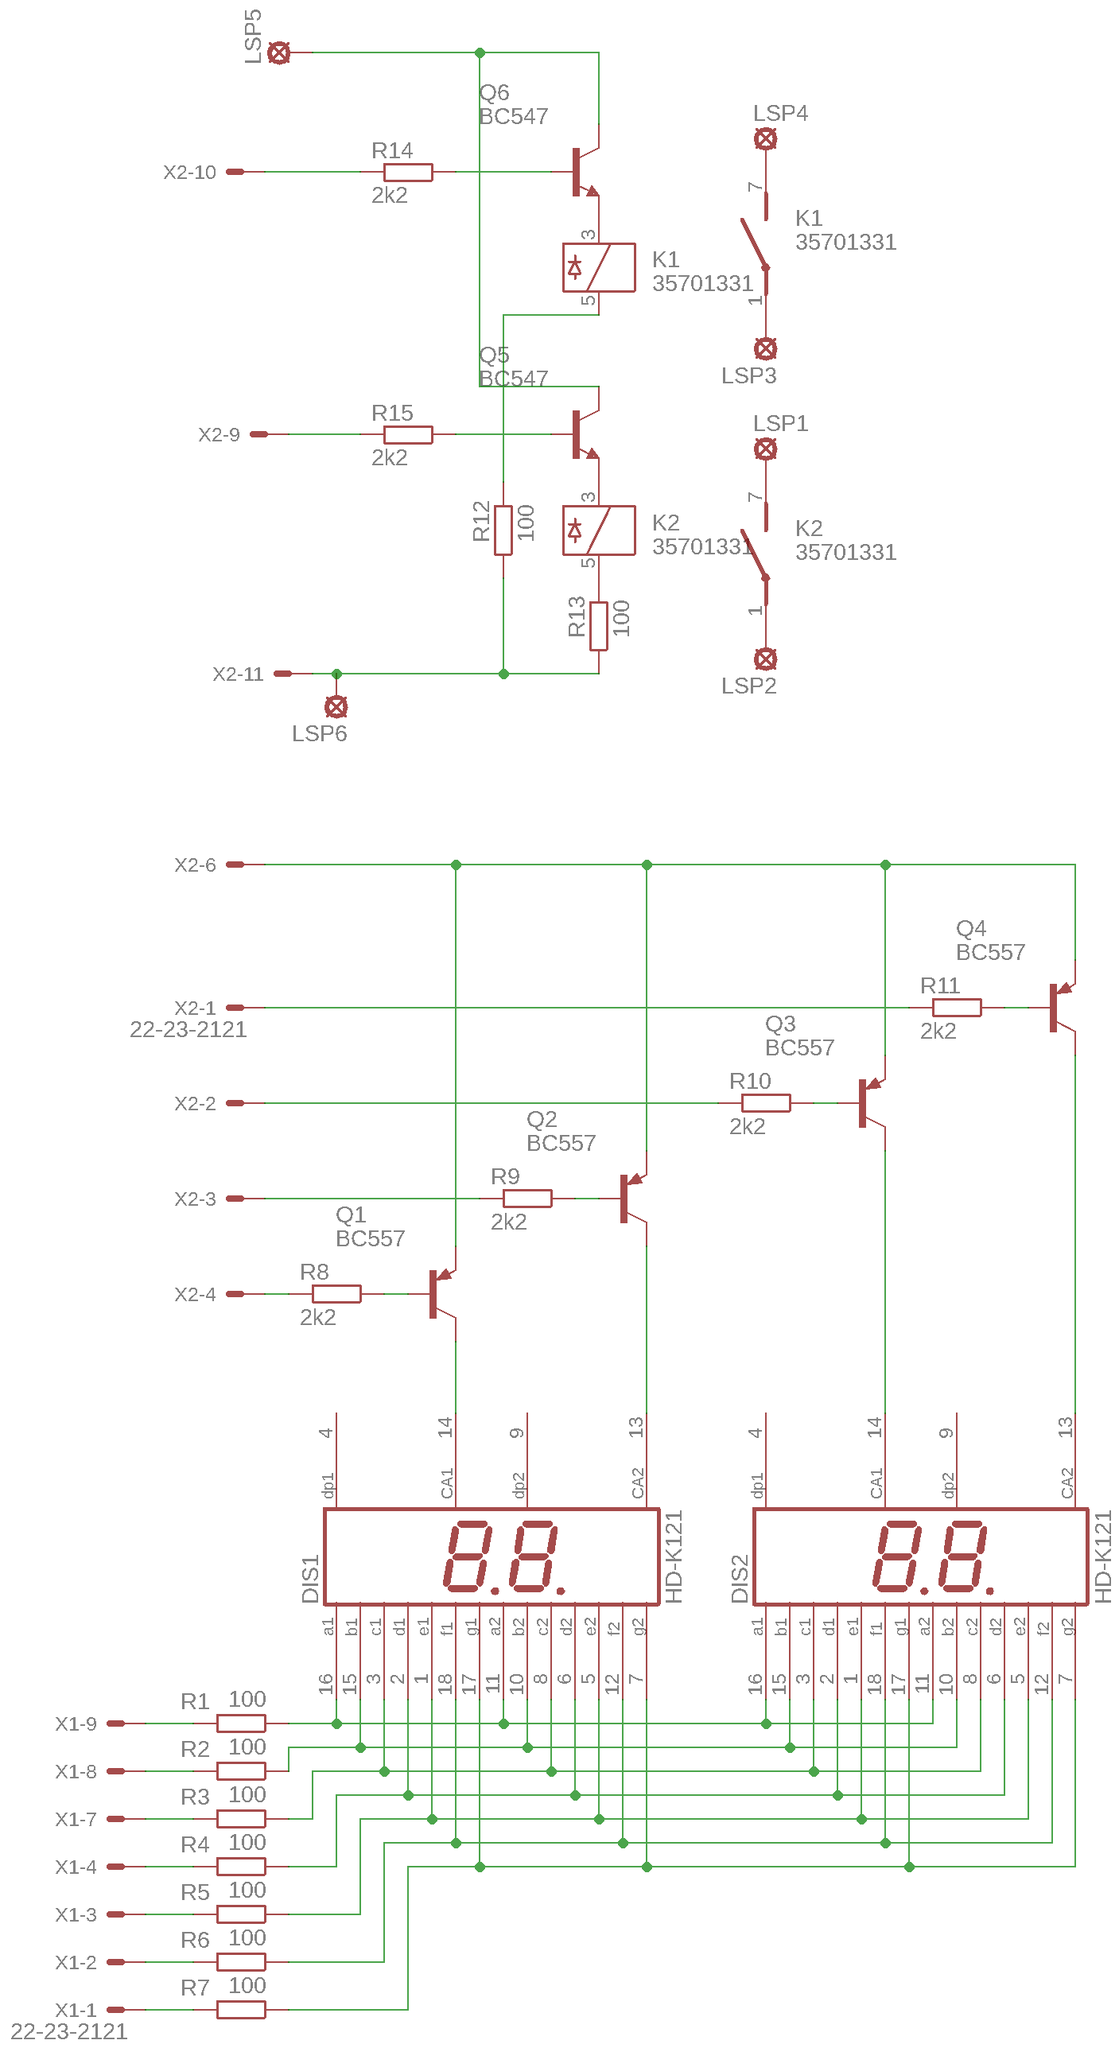 LSP5
Q6
BC547
LSP4
X2-10
R14
2k2
7
K1
35701331
3
K1
35701331
5
1
Q5
BC547
LSP3
R15
2k2
X2-9
LSP1
7
3
R12
100
K2
35701331
K2
35701331
5
R13
100
1
X2-11
LSP6
LSP2
X2-6
Q4
BC557
R11
2k2
X2-1
22-23-2121
Q3
BC557
R10
2k2
X2-2
Q2
BC557
R9
2k2
X2-3
Q1
BC557
R8
2k2
X2-4
4 14 9 13 4 14 9 13
dp1 CA1 dp2 CA2 dp1 CA1 dp2 CA2
DIS1 8.8. HD-K121 DIS2 8.8. HD-K121
a1 b1 c1 d1 e1 f1 g1 a2 b2 c2 d2 e2 f2 g2 a1 b1 c1 d1 e1 f1 g1 a2 b2 c2 d2 e2 f2 g2
16 15 3 2 1 18 17 11 10 8 6 5 12 7 16 15 3 2 1 18 17 11 10 8 6 5 12 7
R1 100
X1-9
R2 100
X1-8
R3 100
X1-7
R4 100
X1-4
R5 100
X1-3
R6 100
X1-2
R7 100
X1-1
22-23-2121